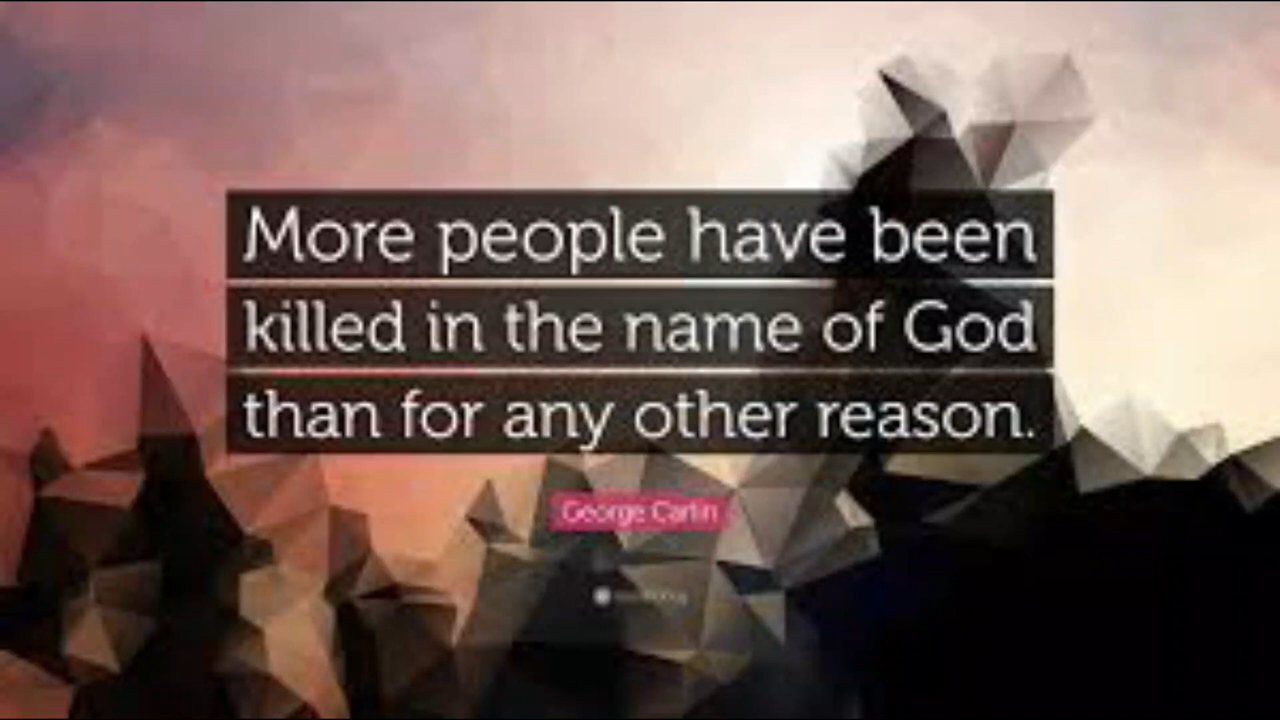 More people have been
killed in the name of God
than for any other reason.
George Carlin